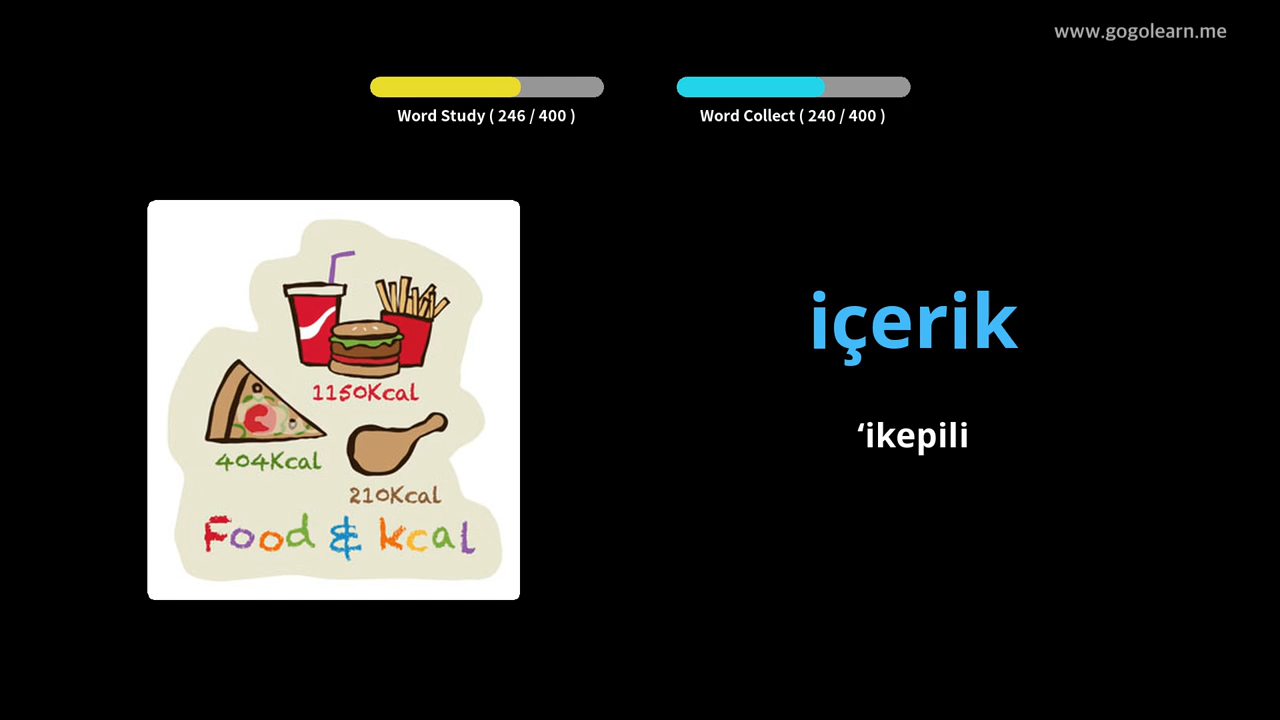 www.gogolearn.me
Word Study ( 246 / 400 )
Word Collect ( 240 / 400 )
1150Kcal
404Kcal
210Kcal
Food & kcal
içerik
ʻikepili